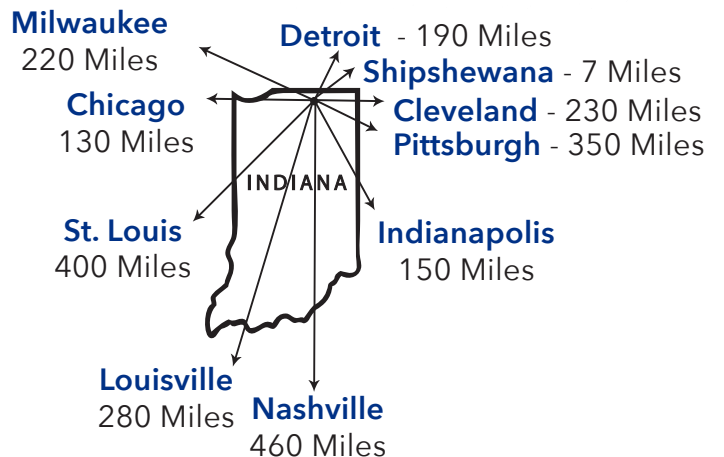 Milwaukee
220 Miles
Detroit - 190 Miles
Shipshewana - 7 Miles
Chicago
130 Miles
Cleveland - 230 Miles
Pittsburgh - 350 Miles
INDIANA
St. Louis
400 Miles
Indianapolis
150 Miles
Louisville
280 Miles
Nashville
460 Miles